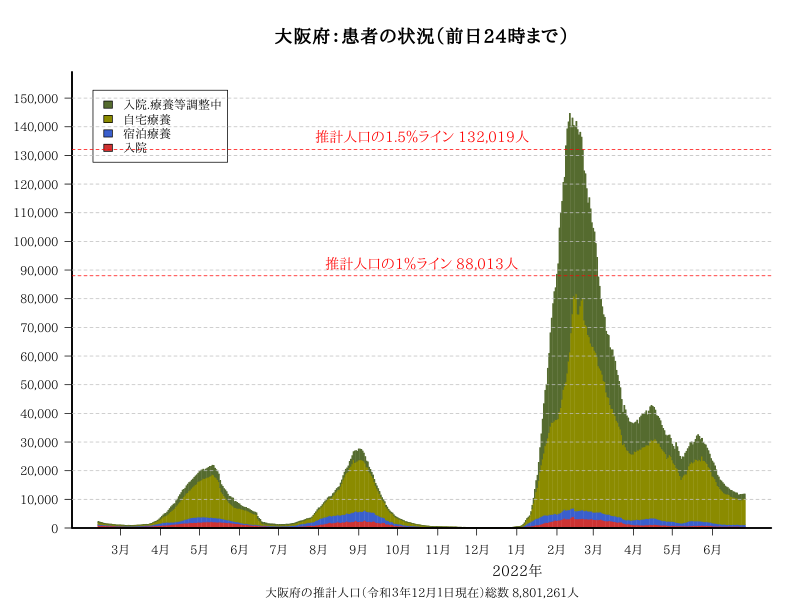 大阪府：患者の状況（前日24時まで）
150,000
140,000
130,000
120,000
110,000
100,000
90,000
80,000
70,000
60,000
50,000
40,000
30,000
20,000
10,000
0
入院.療養等調整中
自宅療養
宿泊療養
入院
推計人口の1.5%ライン 132,019人
推計人口の1%ライン 88,013人
3月 4月 5月 6月 7月 8月 9月 10月 11月 12月 1月 2月 3月 4月 5月 6月
2022年
大阪府の推計人口（令和3年12月1日現在）総数 8,801,261人